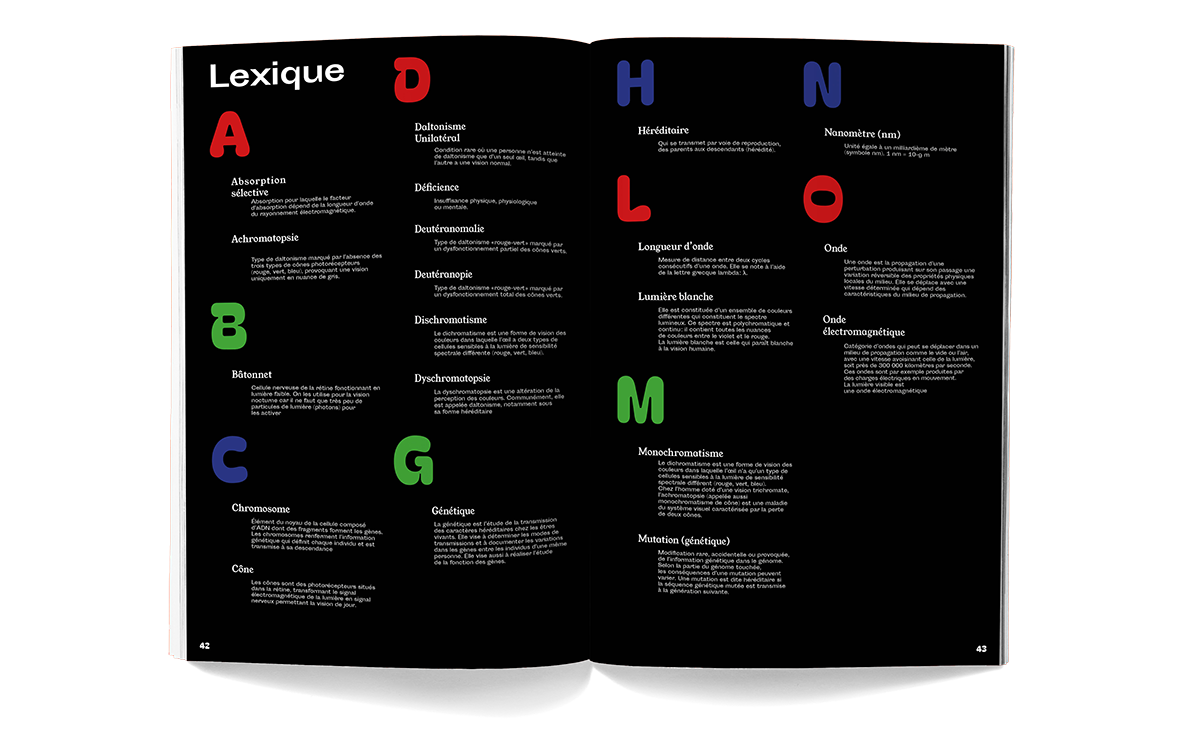 Lexique
A
Absorption
sélective
Absorption pour laquelle le facteur
d'absorption dépend de la longueur d'onde
du rayonnement électromagnétique.
Achromatopsie
Type de daltonisme marqué par l'absence des
trois types de cônes photorécepteurs
(rouge, vert, bleu), provoquant une vision
uniquement en nuance de gris.
B
Bâtonnet
Cellule nerveuse de la rétine fonctionnant en
lumière faible. On les utilise pour la vision
nocturne car il ne faut que très peu de
particules de lumière (photons) pour
les activer
C
Chromosome
Élément du noyau de la cellule composé
d'ADN dont des fragments forment les gènes.
Les chromosomes renferment l'information
génétique qui définit chaque individu et est
transmise à sa descendance
Cône
Les cônes sont des photorécepteurs situés
dans la rétine, transformant le signal
électromagnétique de la lumière en signal
nerveux permettant la vision de jour.
42
D
Daltonisme
Unilatéral
Condition rare où une personne n'est atteinte
de daltonisme que d'un seul œil, tandis que
l'autre a une vision normal.
Déficience
Insuffisance physique, physiologique
ou mentale.
Deutéranomalie
Type de daltonisme «rouge-vert» marqué par
un dysfonctionnement partiel des cônes verts.
Deutéranopie
Type de daltonisme «rouge-vert» marqué par
un dysfonctionnement total des cônes verts.
Dischromatisme
Le dichromatisme est une forme de vision des
couleurs dans laquelle l'œil a deux types de
cellules sensibles à la lumière de sensibilité
spectrale différente (rouge, vert, bleu).
Dyschromatopsie
La dyschromatopsie est une altération de la
perception des couleurs. Communément, elle
est appelée daltonisme, notamment sous
sa forme héréditaire
G
Génétique
La génétique est l'étude de la transmission
des caractères héréditaires chez les êtres
vivants. Elle vise à déterminer les modes de
transmissions et à documenter les variations
dans les gènes entre les individus d'une même
personne. Elle vise aussi à réaliser l'étude
de la fonction des gènes.
H
Héréditaire
Qui se transmet par voie de reproduction,
des parents aux descendants (hérédité).
L
Longueur d'onde
Mesure de distance entre deux cycles
consécutifs d'une onde. Elle se note à l'aide
de la lettre grecque lambda: λ.
Lumière blanche
Elle est constituée d'un ensemble de couleurs
différentes qui constituent le spectre
lumineux. Ce spectre est polychromatique et
continu: il contient toutes les nuances
de couleurs entre le violet et le rouge.
La lumière blanche est celle qui paraît blanche
à la vision humaine.
M
Monochromatisme
Le dichromatisme est une forme de vision des
couleurs dans laquelle l'œil n'a qu'un type de
cellules sensibles à la lumière de sensibilité
spectrale différent (rouge, vert, bleu).
Chez l'homme doté d'une vision trichromate,
l'achromatopsie (appelée aussi
monochromatisme de cône) est une maladie
du système visuel caractérisée par la perte
de deux cônes.
Mutation (génétique)
Modification rare, accidentelle ou provoquée,
de l'information génétique dans le génome.
Selon la partie du génome touchée,
les conséquences d'une mutation peuvent
varier. Une mutation est dite héréditaire si
la séquence génétique mutée est transmise
à la génération suivante.
N
Nanomètre (nm)
Unité égale à un milliardième de mètre
(symbole nm). 1 nm = 10-g m
O
Onde
Une onde est la propagation d'une
perturbation produisant sur son passage une
variation réversible des propriétés physiques
locales du milieu. Elle se déplace avec une
vitesse déterminée qui dépend des
caractéristiques du milieu de propagation.
Onde
électromagnétique
Catégorie d'ondes qui peut se déplacer dans un
milieu de propagation comme le vide ou l'air,
avec une vitesse avoisinant celle de la lumière,
soit près de 300 000 kilomètres par seconde.
Ces ondes sont par exemple produites par
des charges électriques en mouvement.
La lumière visible est
une onde électromagnétique
43